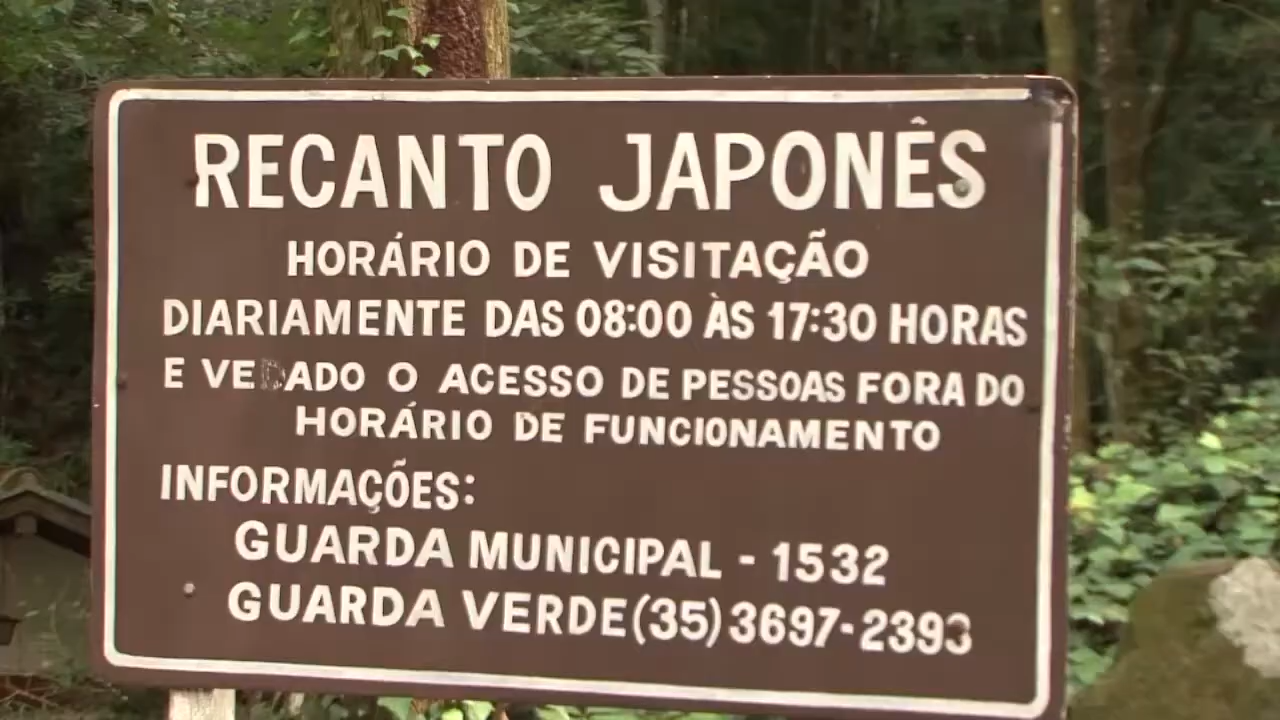 RECANTO JAPONÊS
HORÁRIO DE VISITAÇÃO
DIARIAMENTE DAS 08:00 ÀS 17:30 HORAS
E VEDADO O ACESSO DE PESSOAS FORA DO
HORÁRIO DE FUNCIONAMENTO
INFORMAÇÕES:
GUARDA MUNICIPAL - 1532
GUARDA VERDE (35) 3697-2393